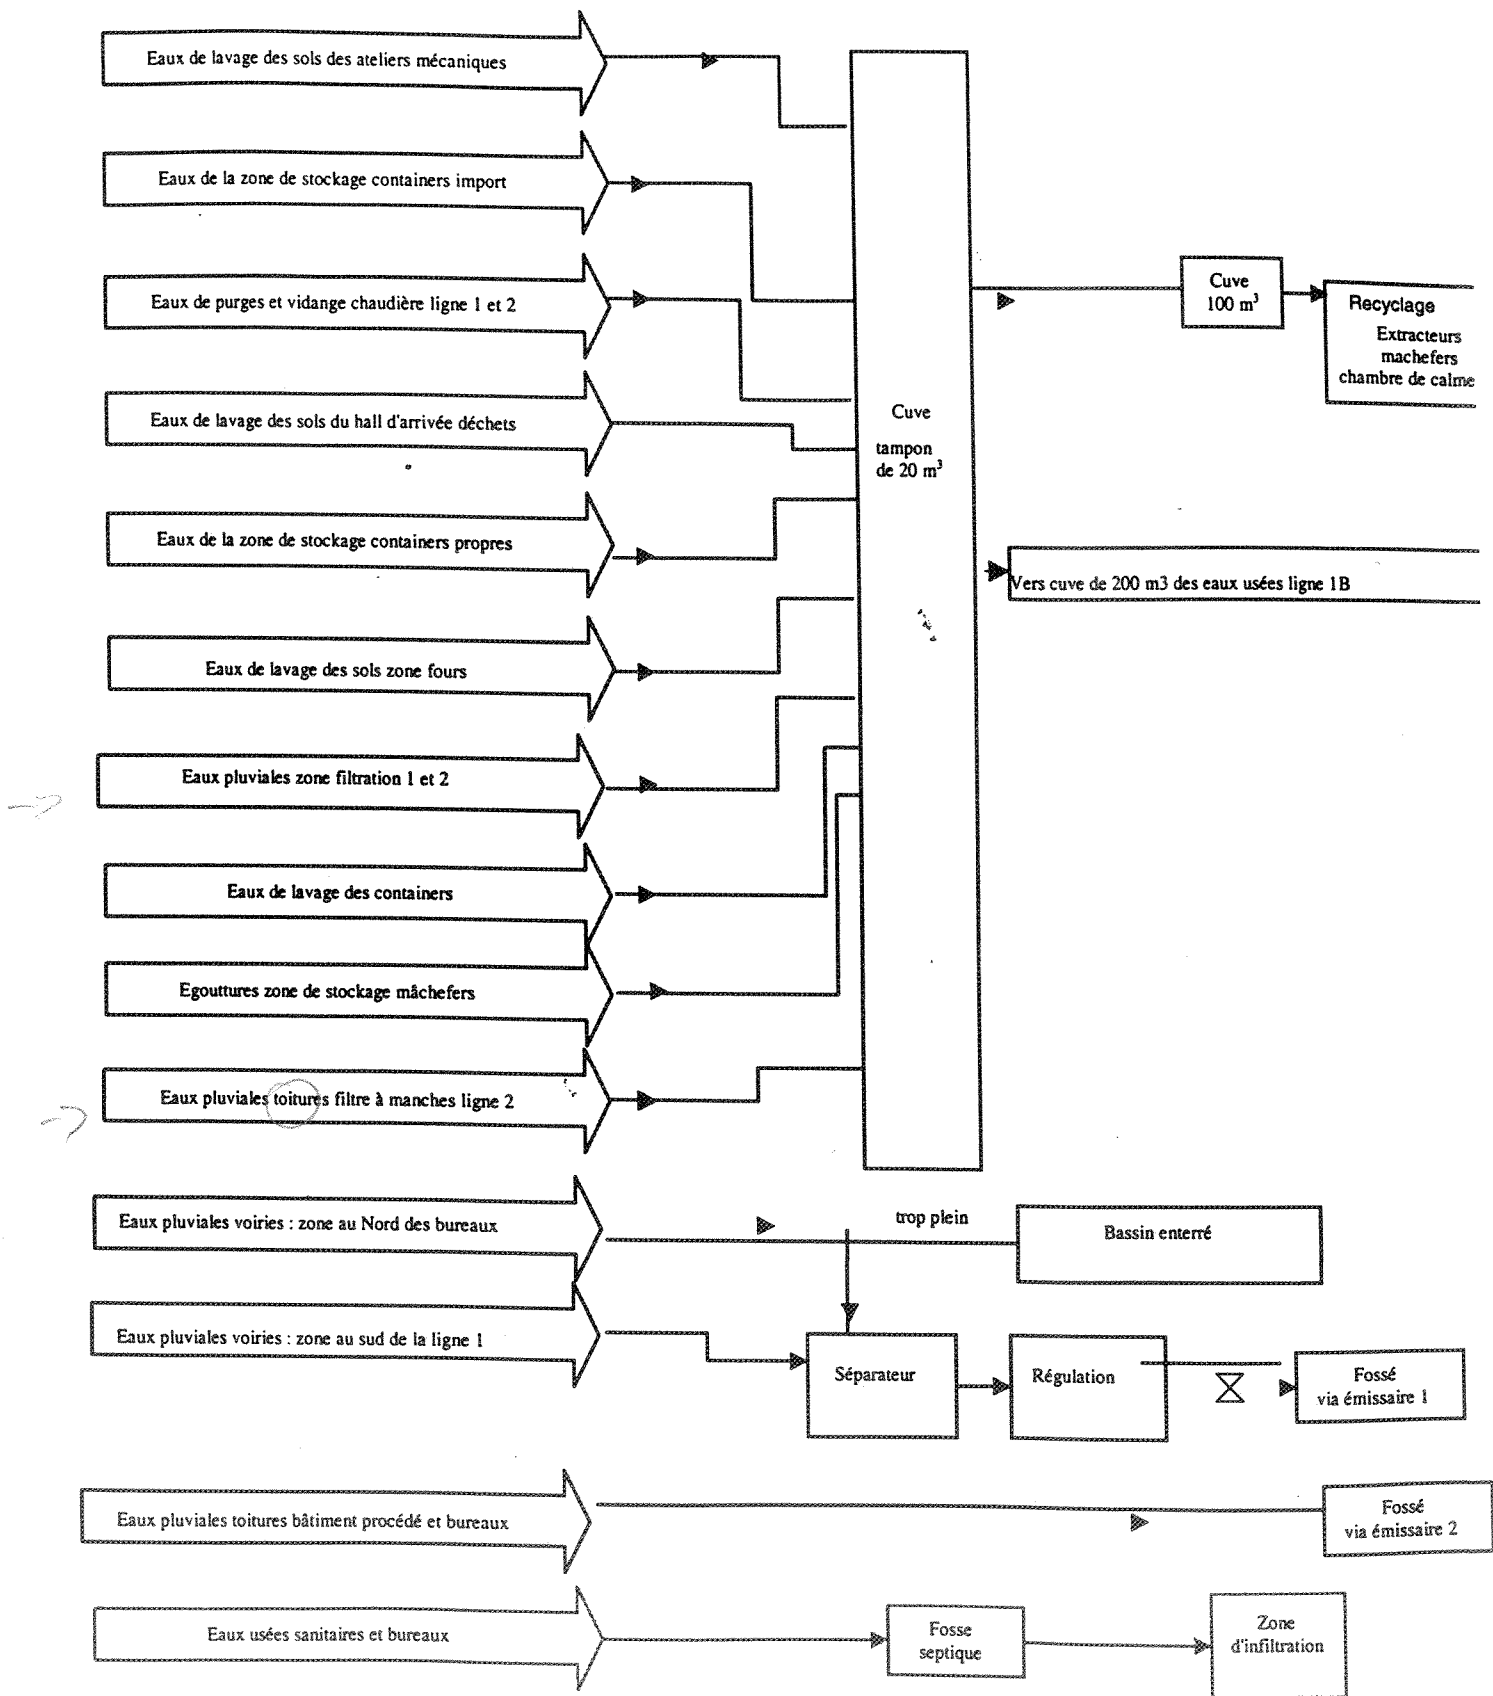 Eaux de lavage des sols des ateliers mécaniques
Eaux de la zone de stockage containers import
Eaux de purges et vidange chaudière ligne 1 et 2
Eaux de lavage des sols du hall d'arrivée déchets
Eaux de la zone de stockage containers propres
Eaux de lavage des sols zone fours
Eaux pluviales zone filtration 1 et 2
Eaux de lavage des containers
Egouttures zone de stockage mâchefers
Eaux pluviales toitures filtre à manches ligne 2
Cuve
tampon
de 20 m³
Cuve
100 m³
Recyclage
Extracteurs
machefers
chambre de calme
Vers cuve de 200 m3 des eaux usées ligne 1B
Eaux pluviales voiries : zone au Nord des bureaux
trop plein
Bassin enterré
Eaux pluviales voiries : zone au sud de la ligne 1
Séparateur
Régulation
Fossé
via émissaire 1
Eaux pluviales toitures bâtiment procédé et bureaux
Fossé
via émissaire 2
Eaux usées sanitaires et bureaux
Fosse
septique
Zone
d'infiltration